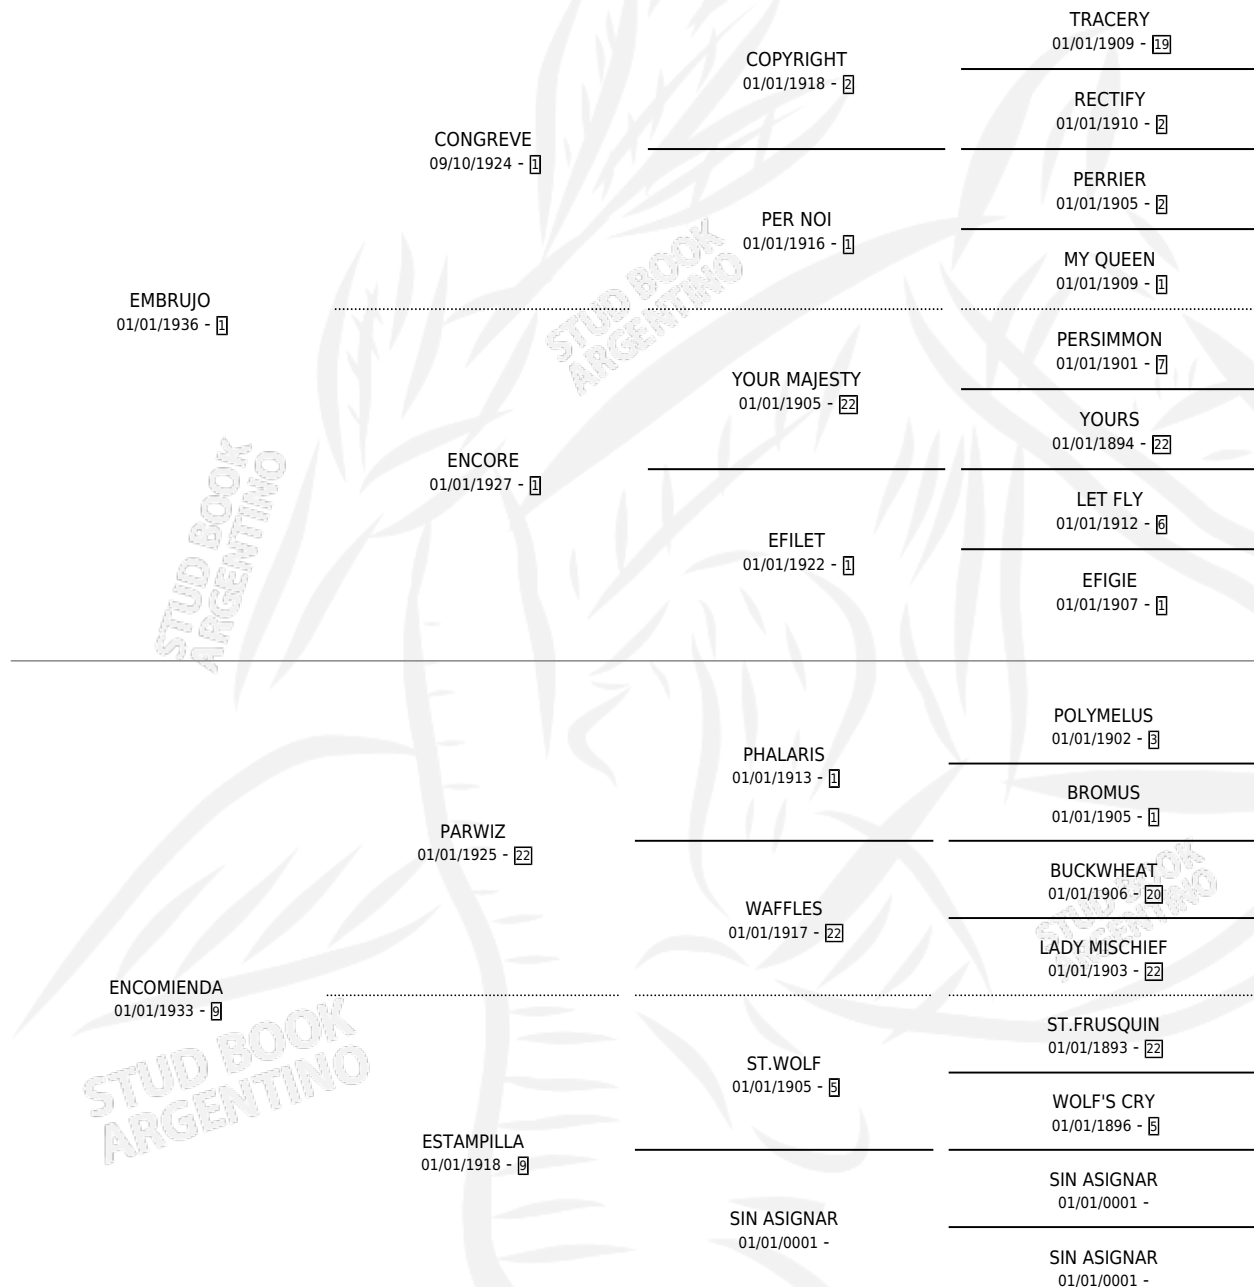 EMBRUJO
01/01/1936 - 1
CONGREVE
09/10/1924 - 1
ENCORE
01/01/1927 - 1
COPYRIGHT
01/01/1918 - 2
PER NOI
01/01/1916 - 1
YOUR MAJESTY
01/01/1905 - 22
EFILET
01/01/1922 - 1
TRACERY
01/01/1909 - 19
RECTIFY
01/01/1910 - 2
PERRIER
01/01/1905 - 2
MY QUEEN
01/01/1909 - 1
PERSIMMON
01/01/1901 - 7
YOURS
01/01/1894 - 22
LET FLY
01/01/1912 - 6
EFIGIE
01/01/1907 - 1
ENCOMIENDA
01/01/1933 - 9
PARWIZ
01/01/1925 - 22
ESTAMPILLA
01/01/1918 - 9
PHALARIS
01/01/1913 - 1
WAFFLES
01/01/1917 - 22
ST.WOLF
01/01/1905 - 5
SIN ASIGNAR
01/01/0001 -
POLYMELUS
01/01/1902 - 3
BROMUS
01/01/1905 - 1
BUCKWHEAT
01/01/1906 - 20
LADY MISCHIEF
01/01/1903 - 22
ST.FRUSQUIN
01/01/1893 - 22
WOLF'S CRY
01/01/1896 - 5
SIN ASIGNAR
01/01/0001 -
SIN ASIGNAR
01/01/0001 -
STUD BOOK
ARGENTINO
STUD BOOK
ARGENTINO
STUD BOOK
ARGENTINO
STUD BOOK
ARGENTINO